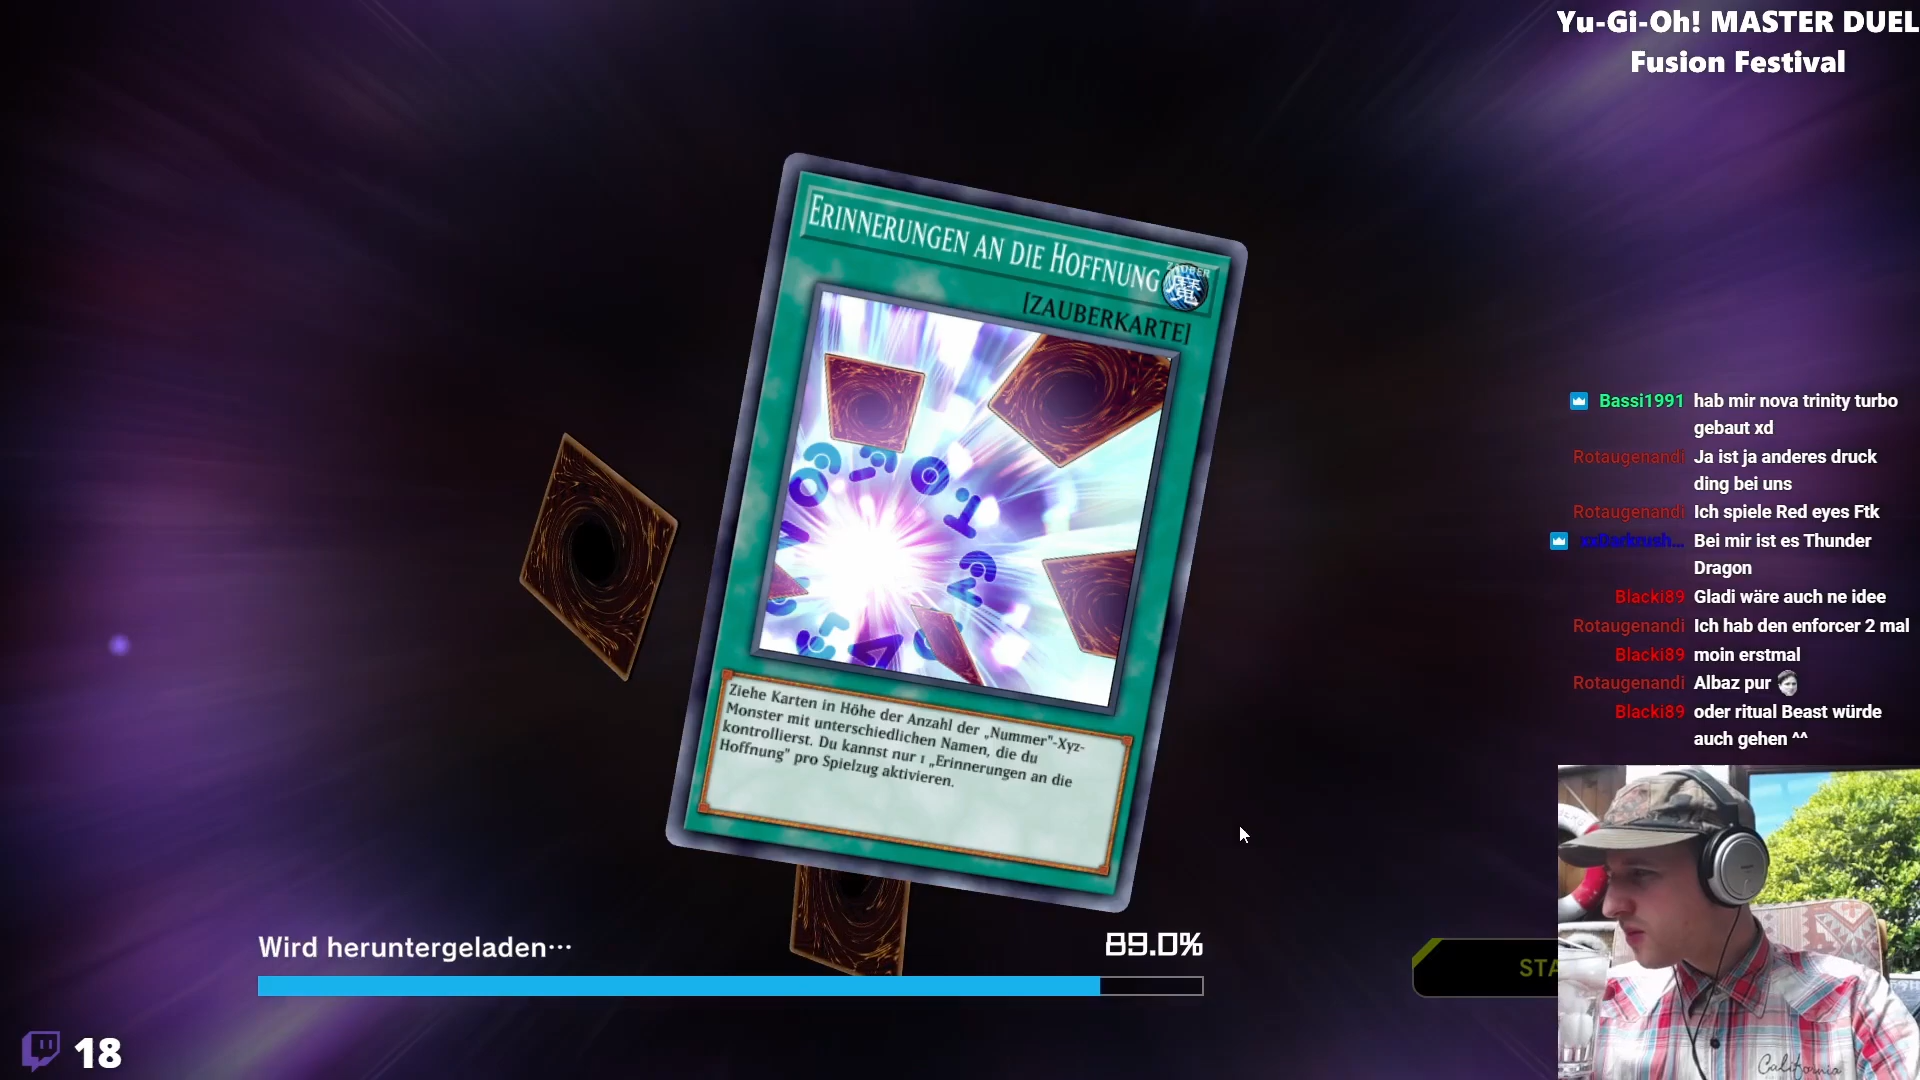 Yu-Gi-Oh! MASTER DUEL
Fusion Festival
ERINNERUNGEN AN DIE HOFFNUNG
ZAUBER
魔
[ZAUBERKARTE]
Ziehe Karten in Höhe der Anzahl der „Nummer"-Xyz-
Monster mit unterschiedlichen Namen, die du
kontrollierst. Du kannst nur 1 „Erinnerungen an die
Hoffnung" pro Spielzug aktivieren.
Bassi1991 hab mir nova trinity turbo
gebaut xd
Rotaugenandi Ja ist ja anderes druck
ding bei uns
Rotaugenandi Ich spiele Red eyes Ftk
xxDarkrush... Bei mir ist es Thunder
Dragon
Blacki89 Gladi wäre auch ne idee
Rotaugenandi Ich hab den enforcer 2 mal
Blacki89 moin erstmal
Rotaugenandi Albaz pur
Blacki89 oder ritual Beast würde
auch gehen ^^
Wird heruntergeladen···
89.0%
STA
18
California